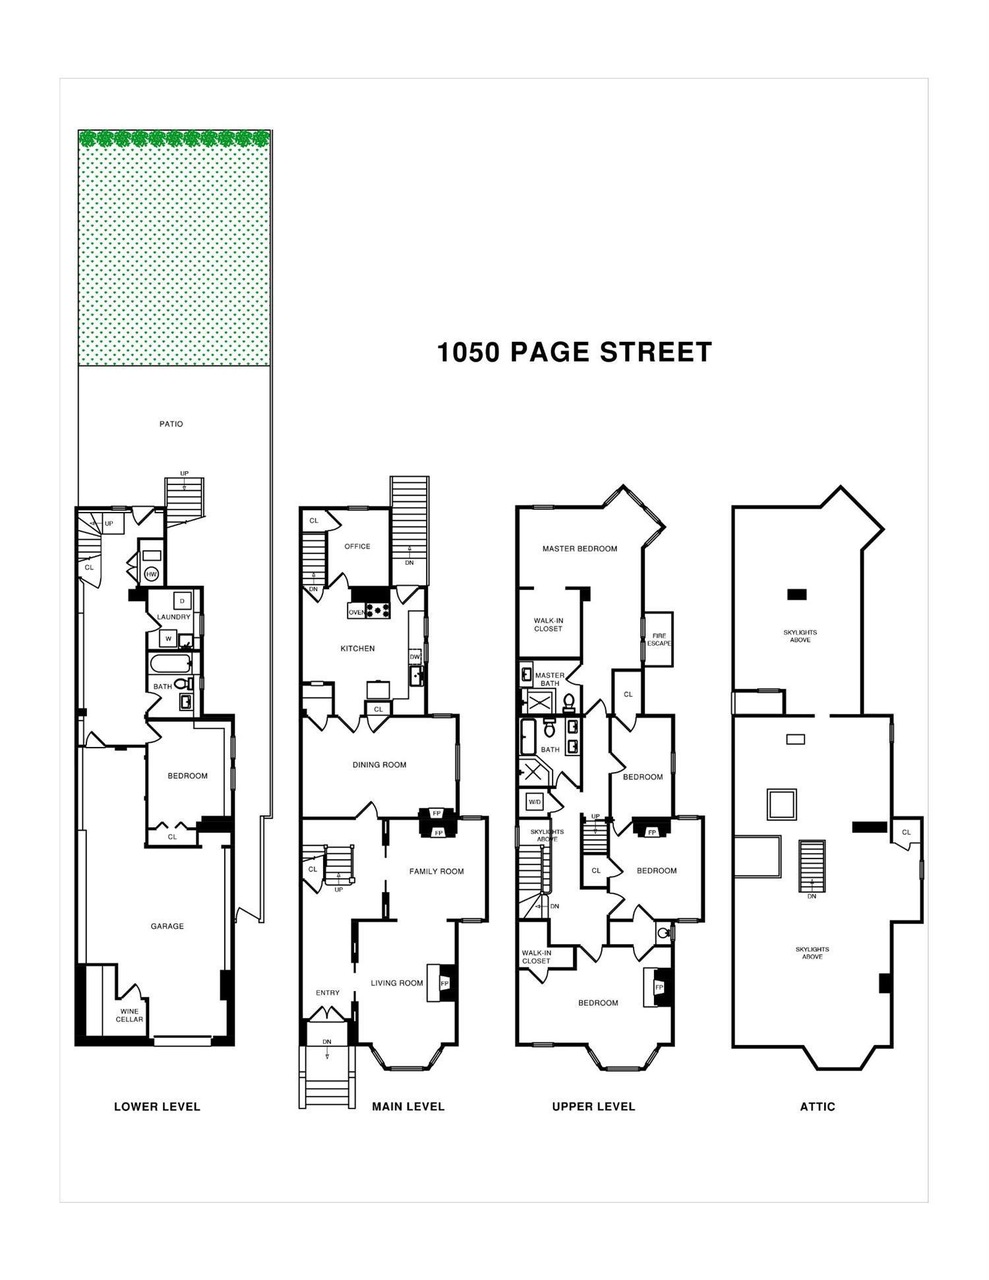 1050 PAGE STREET
PATIO
UP
UP
CL
HW
D
LAUNDRY
W
BATH
BEDROOM
CL
GARAGE
WINE
CELLAR
LOWER LEVEL
CL
OFFICE
DN
DN
OVEN
KITCHEN
DW
CL
DINING ROOM
FP
FP
CL
UP
FAMILY ROOM
LIVING ROOM
FP
ENTRY
DN
MAIN LEVEL
MASTER BEDROOM
WALK-IN
CLOSET
FIRE
ESCAPE
MASTER
BATH
CL
BATH
BEDROOM
W/D
UP
SKYLIGHTS
ABOVE
FP
CL
BEDROOM
DN
WALK-IN
CLOSET
FP
BEDROOM
UPPER LEVEL
SKYLIGHTS
ABOVE
CL
DN
SKYLIGHTS
ABOVE
ATTIC